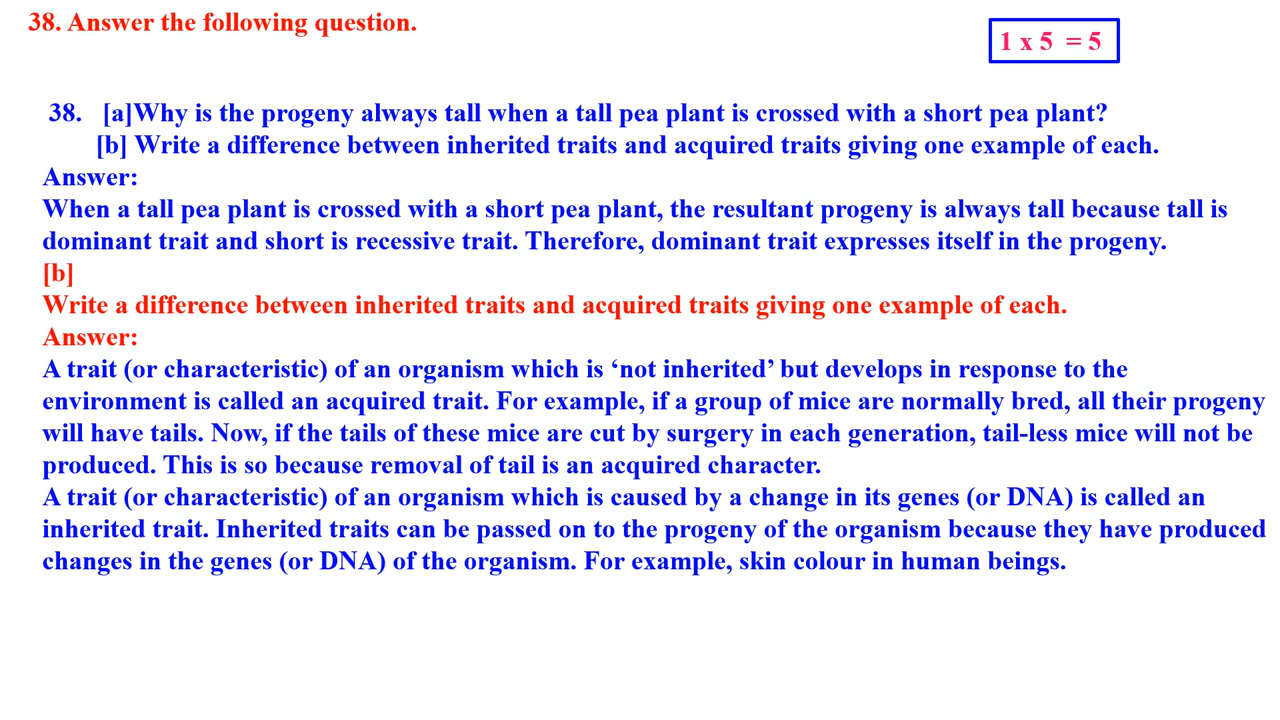 38. Answer the following question.
1 x 5  = 5
38.   [a]Why is the progeny always tall when a tall pea plant is crossed with a short pea plant?
[b] Write a difference between inherited traits and acquired traits giving one example of each.
Answer:
When a tall pea plant is crossed with a short pea plant, the resultant progeny is always tall because tall is
dominant trait and short is recessive trait. Therefore, dominant trait expresses itself in the progeny.
[b]
Write a difference between inherited traits and acquired traits giving one example of each.
Answer:
A trait (or characteristic) of an organism which is ‘not inherited’ but develops in response to the
environment is called an acquired trait. For example, if a group of mice are normally bred, all their progeny
will have tails. Now, if the tails of these mice are cut by surgery in each generation, tail-less mice will not be
produced. This is so because removal of tail is an acquired character.
A trait (or characteristic) of an organism which is caused by a change in its genes (or DNA) is called an
inherited trait. Inherited traits can be passed on to the progeny of the organism because they have produced
changes in the genes (or DNA) of the organism. For example, skin colour in human beings.